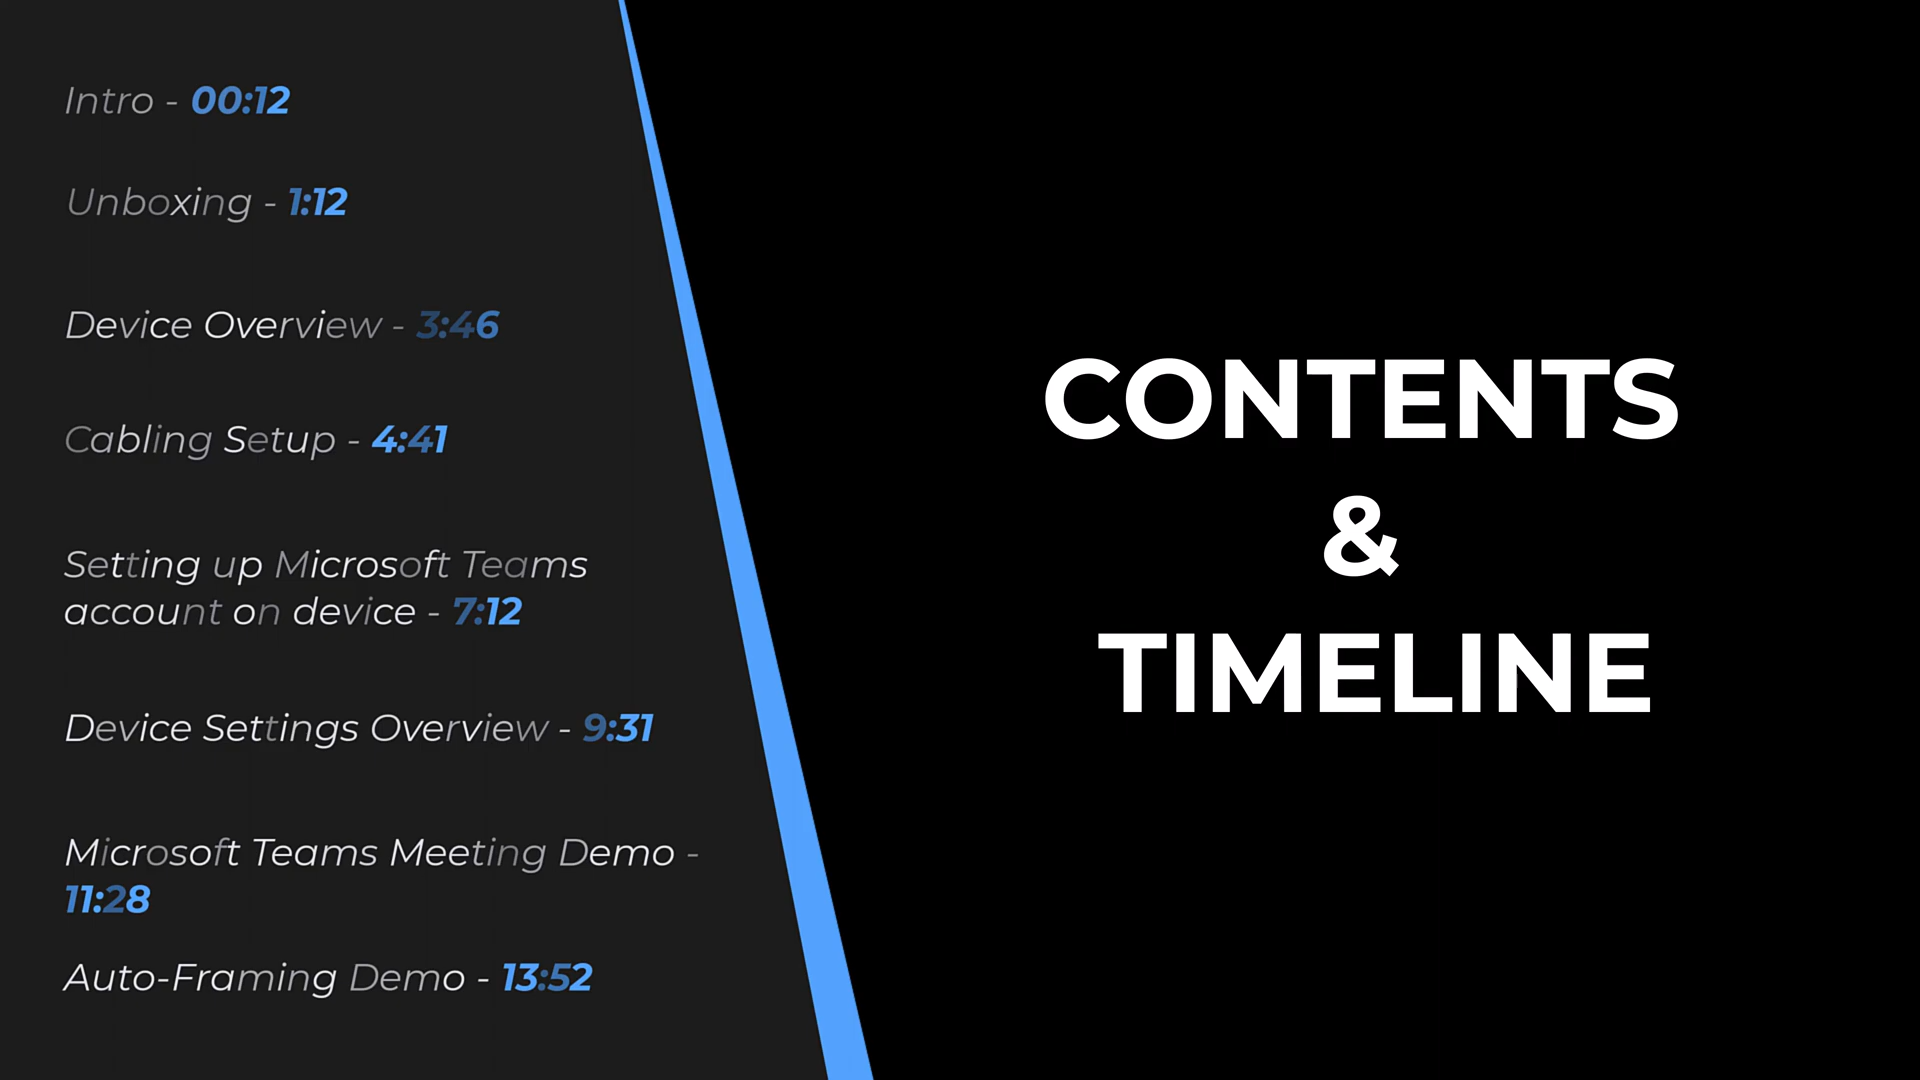 Intro - 00:12
Unboxing - 1:12
Device Overview - 3:46
Cabling Setup - 4:41
Setting up Microsoft Teams
account on device - 7:12
Device Settings Overview - 9:31
Microsoft Teams Meeting Demo -
11:28
Auto-Framing Demo - 13:52
CONTENTS
&
TIMELINE